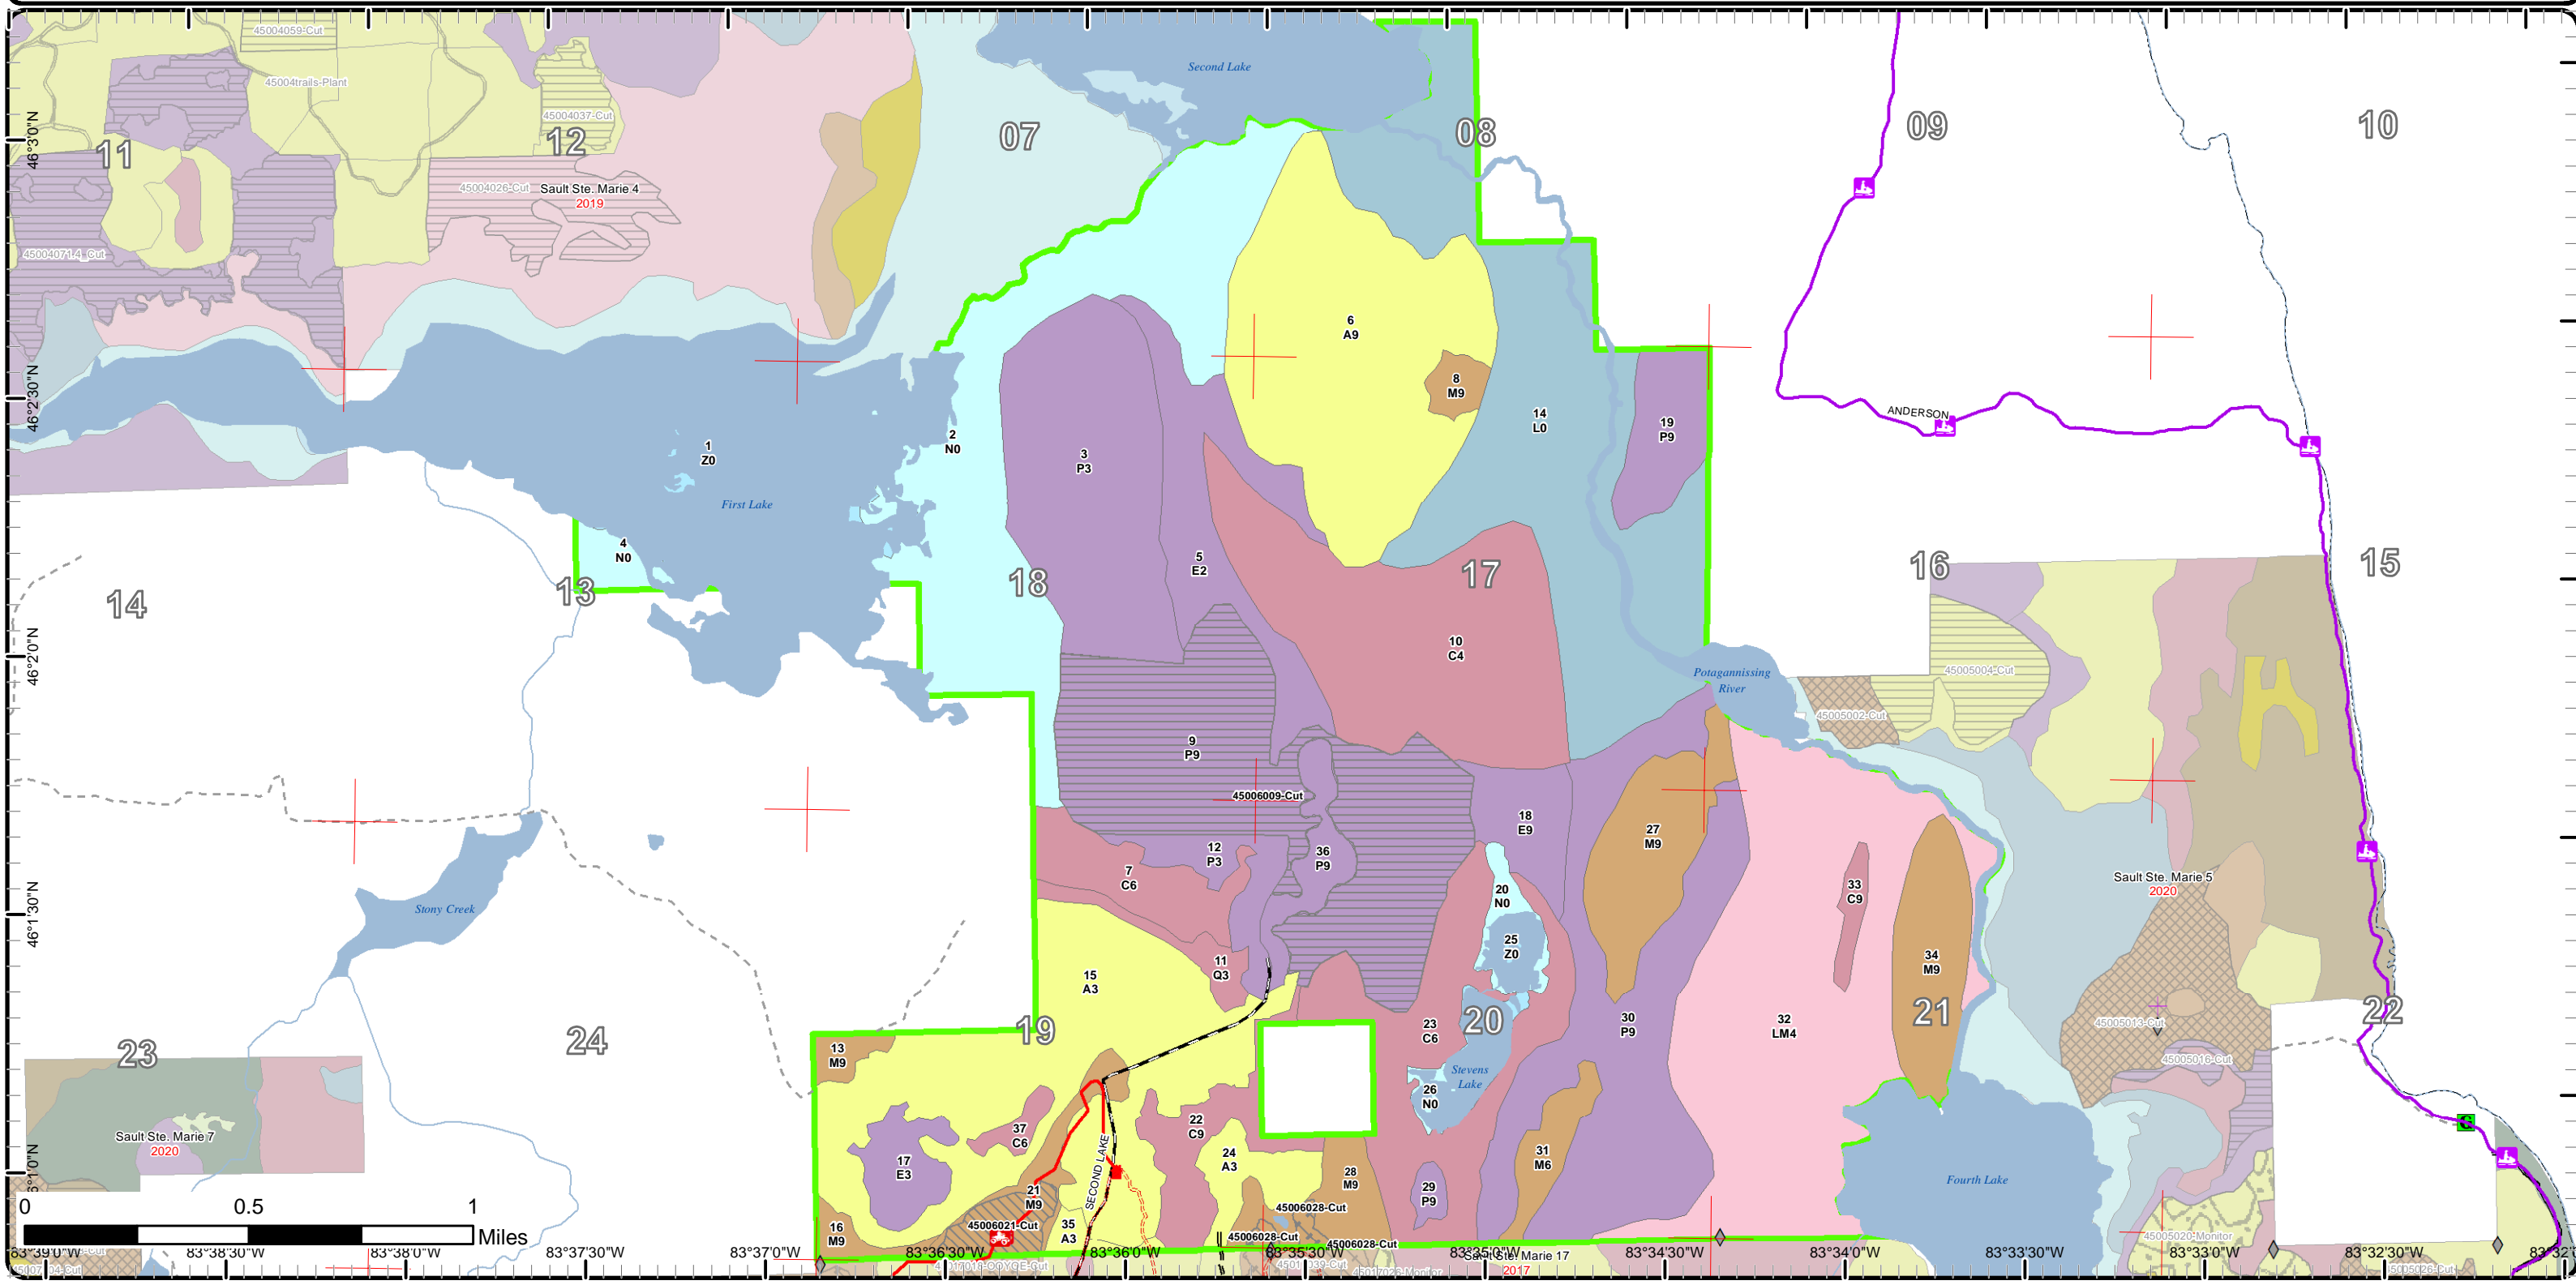 45004059-Cut
Second Lake
45004trails-Plant
45004037-Cut
46°3'0"N
11
12
07
08
09
10
45004026-Cut
Sault Ste. Marie 4
2019
45004071.4_Cut
6
A9
8
M9
46°2'30"N
ANDERSON
14
L0
19
P9
2
N0
1
Z0
3
P3
First Lake
4
N0
5
E2
14
13
18
17
16
15
46°2'0"N
10
C4
Potagannissing
River
45005004-Cut
45005002-Cut
9
P9
45006009-Cut
18
E9
27
M9
12
P3
36
P9
7
C6
33
C9
20
N0
Sault Ste. Marie 5
2020
46°1'30"N
Stony Creek
25
Z0
11
Q3
34
M9
15
A3
23
C6
30
P9
32
LM4
23
24
19
20
21
22
45005013-Cut
45005016-Cut
13
M9
Stevens
Lake
26
N0
22
C9
37
C6
Sault Ste. Marie 7
2020
17
E3
24
A3
31
M6
28
M9
29
P9
Fourth Lake
SECOND LAKE
21
M9
45006028-Cut
45006021-Cut
16
M9
35
A3
45006028-Cut
45006028-Cut
45005020-Monitor
0
0.5
1
Miles
83°38'30"W
83°38'0"W
83°37'30"W
83°37'0"W
83°36'30"W
83°36'0"W
83°35'30"W
83°35'0"W
83°34'30"W
83°34'0"W
83°33'30"W
83°33'0"W
83°32'30"W
Sault Ste. Marie 17
2017
45005026-Cut
C